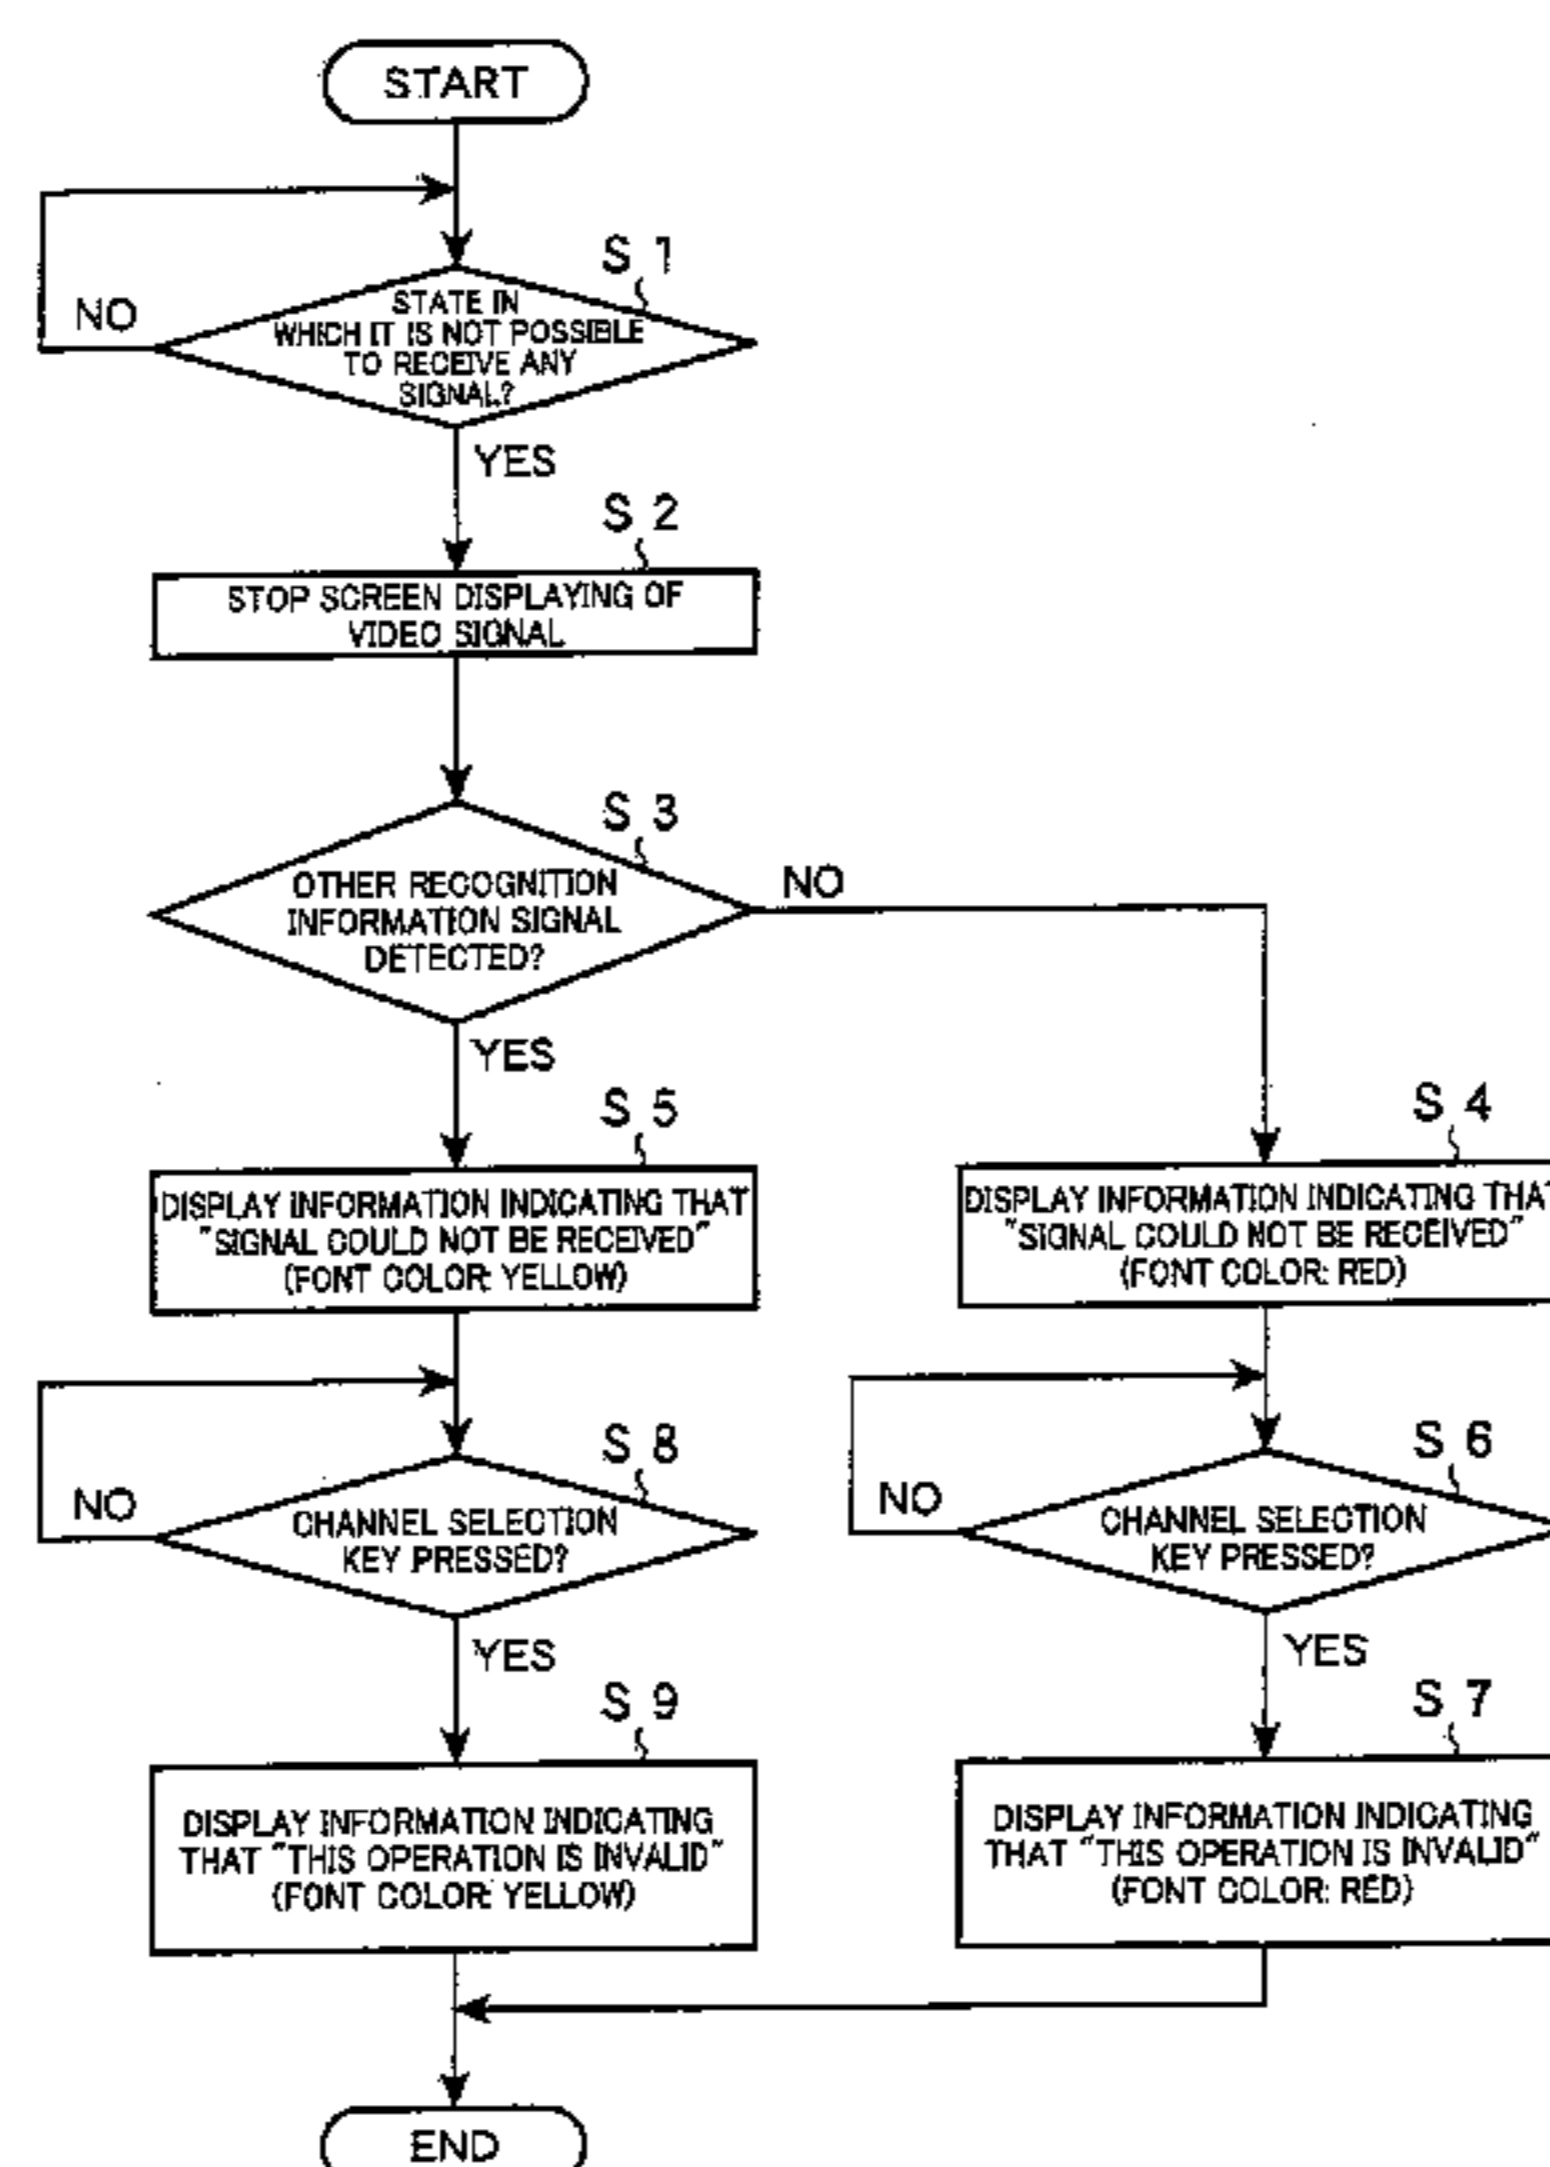 START
S 1
STATE IN
WHICH IT IS NOT POSSIBLE
TO RECEIVE ANY
SIGNAL?
NO
YES
S 2
STOP SCREEN DISPLAYING OF
VIDEO SIGNAL
S 3
OTHER RECOGNITION
INFORMATION SIGNAL
DETECTED?
NO
YES
S 5
DISPLAY INFORMATION INDICATING THAT
"SIGNAL COULD NOT BE RECEIVED"
(FONT COLOR: YELLOW)
S 4
DISPLAY INFORMATION INDICATING THAT
"SIGNAL COULD NOT BE RECEIVED"
(FONT COLOR: RED)
S 8
NO
CHANNEL SELECTION
KEY PRESSED?
YES
S 6
NO
CHANNEL SELECTION
KEY PRESSED?
YES
S 9
DISPLAY INFORMATION INDICATING
THAT "THIS OPERATION IS INVALID"
(FONT COLOR: YELLOW)
S 7
DISPLAY INFORMATION INDICATING
THAT "THIS OPERATION IS INVALID"
(FONT COLOR: RED)
END